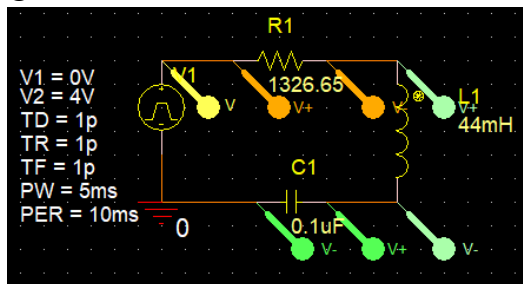 R1
V1
1326.65
V1 = 0V
V2 = 4V
TD = 1p
TR = 1p
TF = 1p
PW = 5ms
PER = 10ms
V
V+
V-
L1
V+
44mH
C1
0
0.1uF
V-
V+
V-